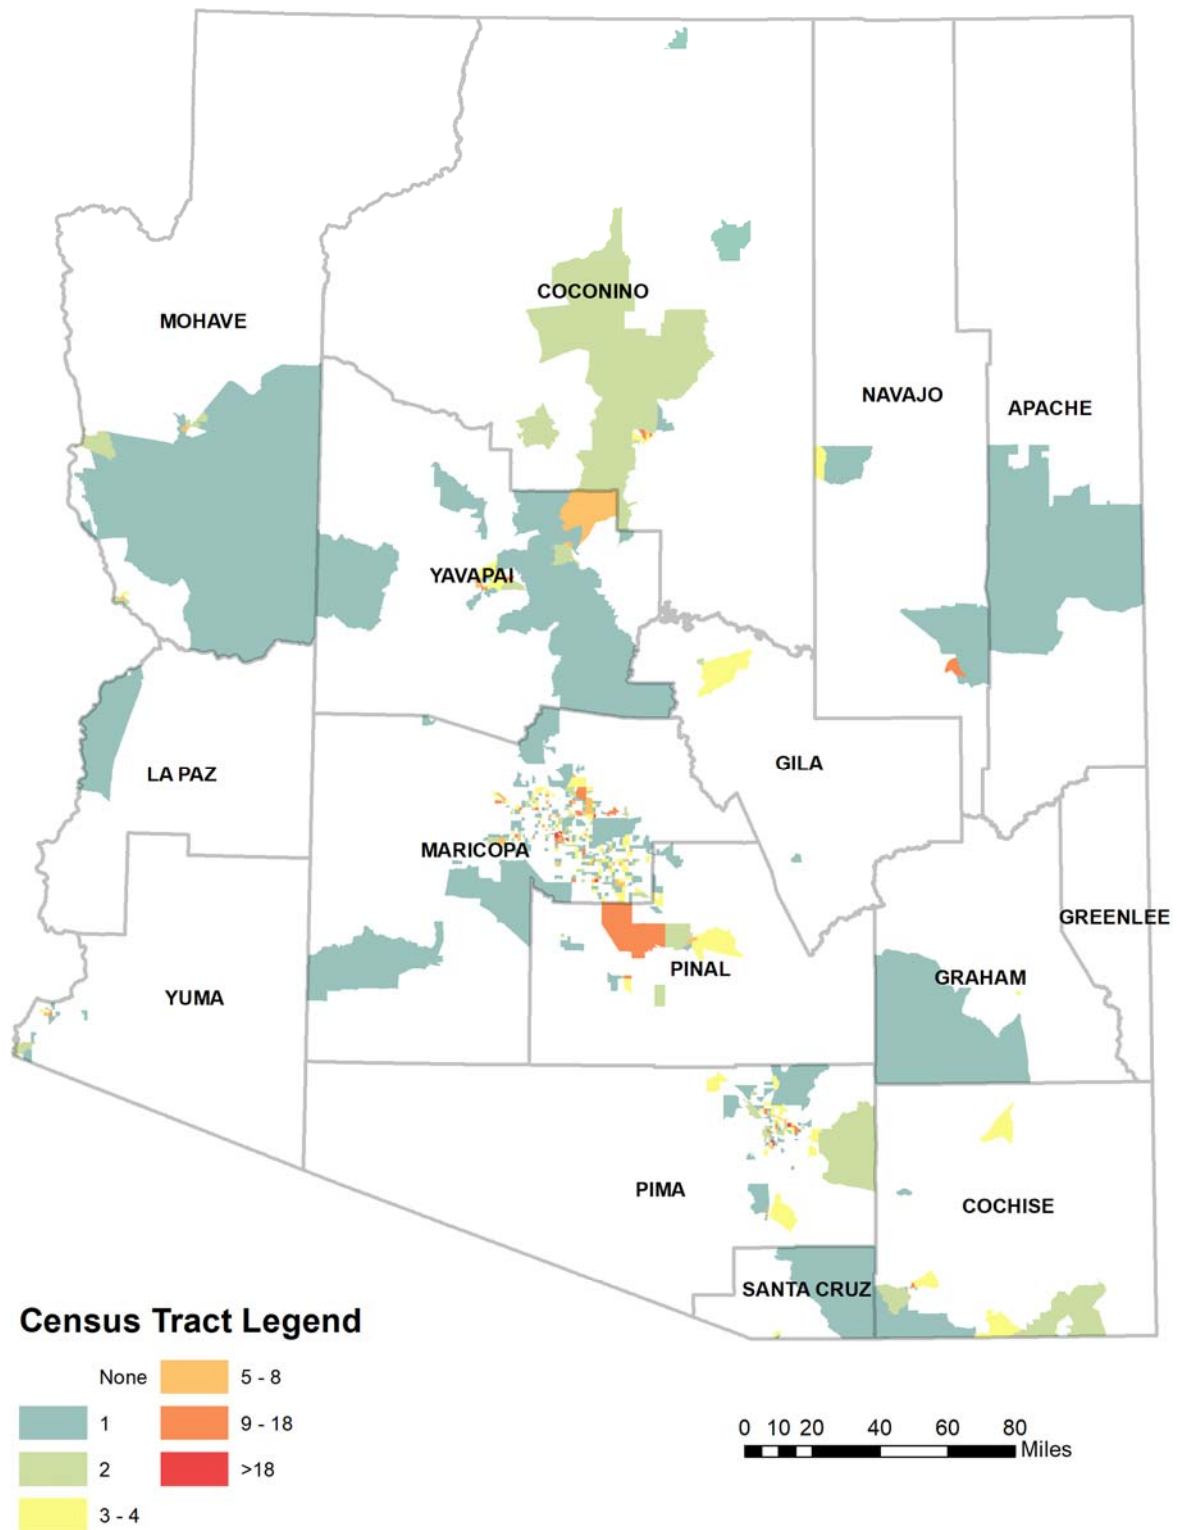 COCONINO
MOHAVE
NAVAJO
APACHE
YAVAPAI
LA PAZ
GILA
MARICOPA
GREENLEE
PINAL
GRAHAM
YUMA
PIMA
COCHISE
SANTA CRUZ
Census Tract Legend
None
5 - 8
1
9 - 18
2
>18
3 - 4
0 10 20 40 60 80
Miles